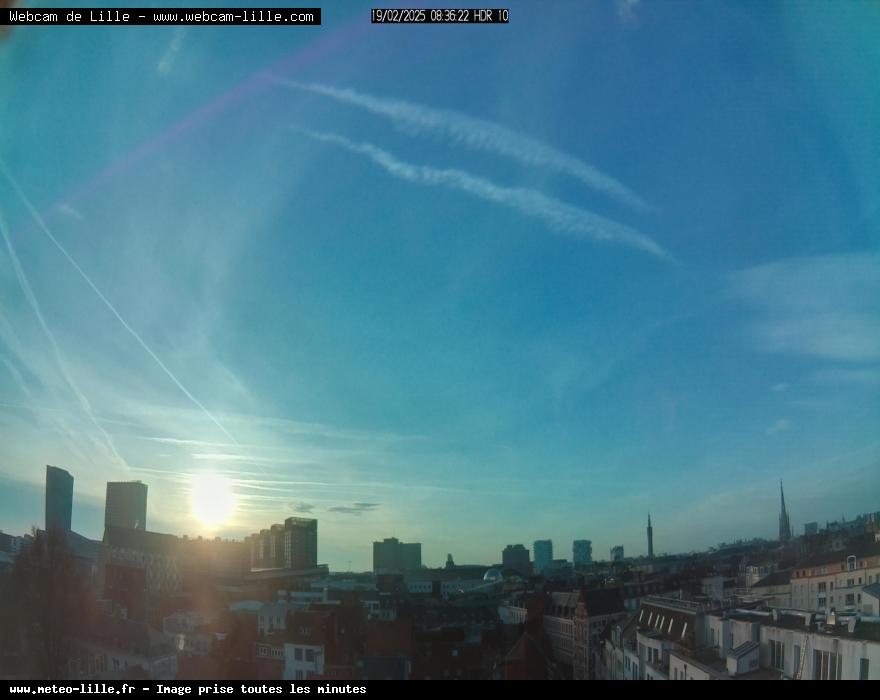 Webcam de Lille - www.webcam-lille.com
19/02/2025 08:36:22 HDR 10
www.meteo-lille.fr - Image prise toutes les minutes